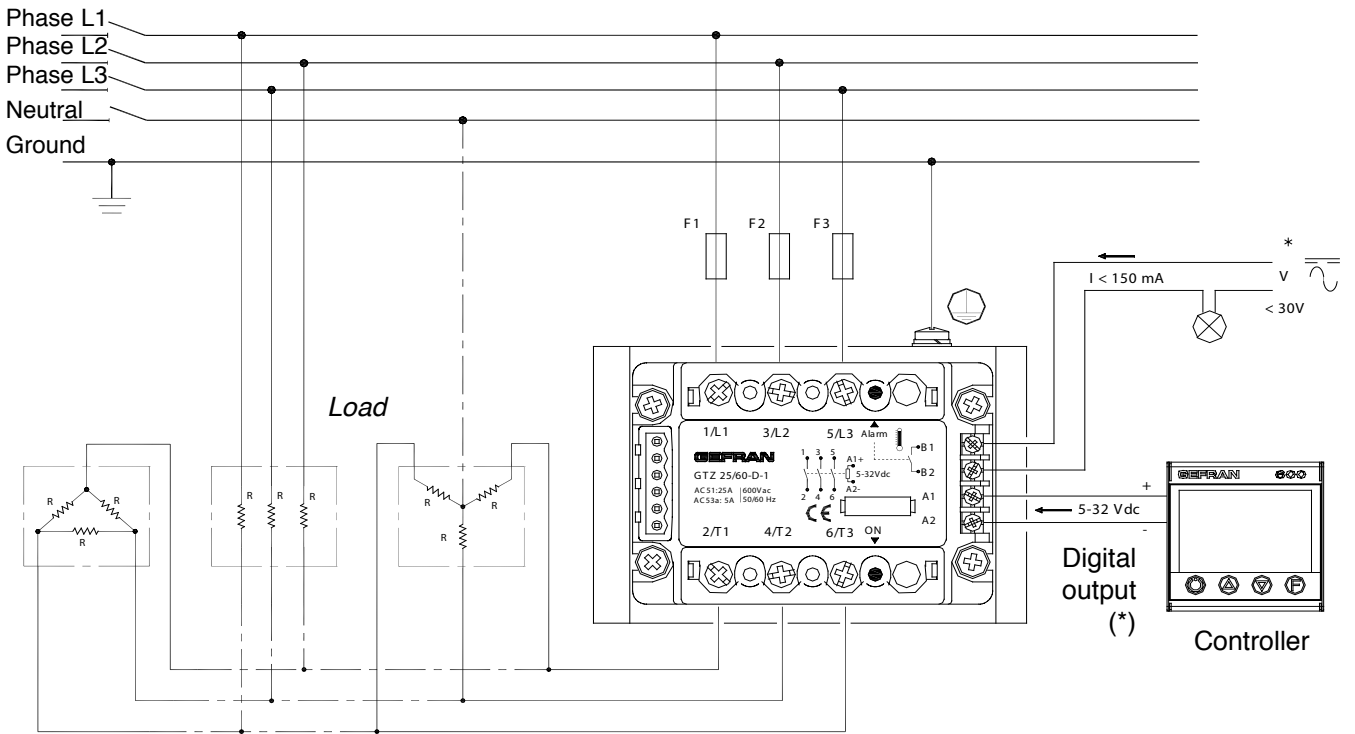 Phase L1
Phase L2
Phase L3
Neutral
Ground
F1 F2 F3
*
I < 150 mA
V
< 30V
Load
1/L1 3/L2 5/L3 Alarm
GEFRAN
GTZ 25/60-D-1
AC51:25A 600Vac
AC53a: 5A 50/60 Hz
1 3 5
A1+
5-32Vdc
A2-
2 4 6
CE
B1
B2
A1
A2
2/T1 4/T2 6/T3 ON
R
R
R
R R R
R R
R
GEFRAN 600
+
5-32 Vdc
-
F
Digital
output
(*)
Controller